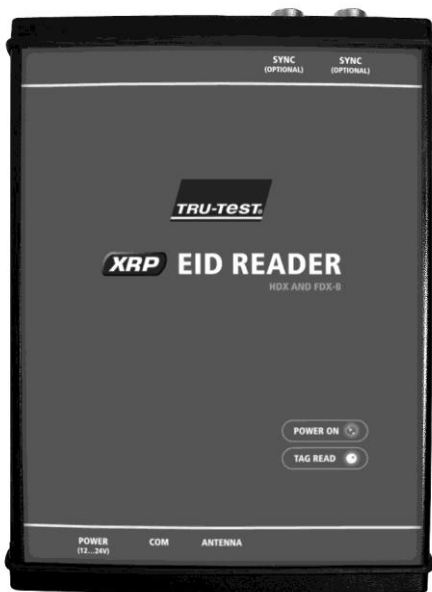 SYNC SYNC
(OPTIONAL) (OPTIONAL)
TRU-TEST®
XRP EID READER
HDX AND FDX-B
POWER ON
TAG READ
POWER COM ANTENNA
(12...24V)